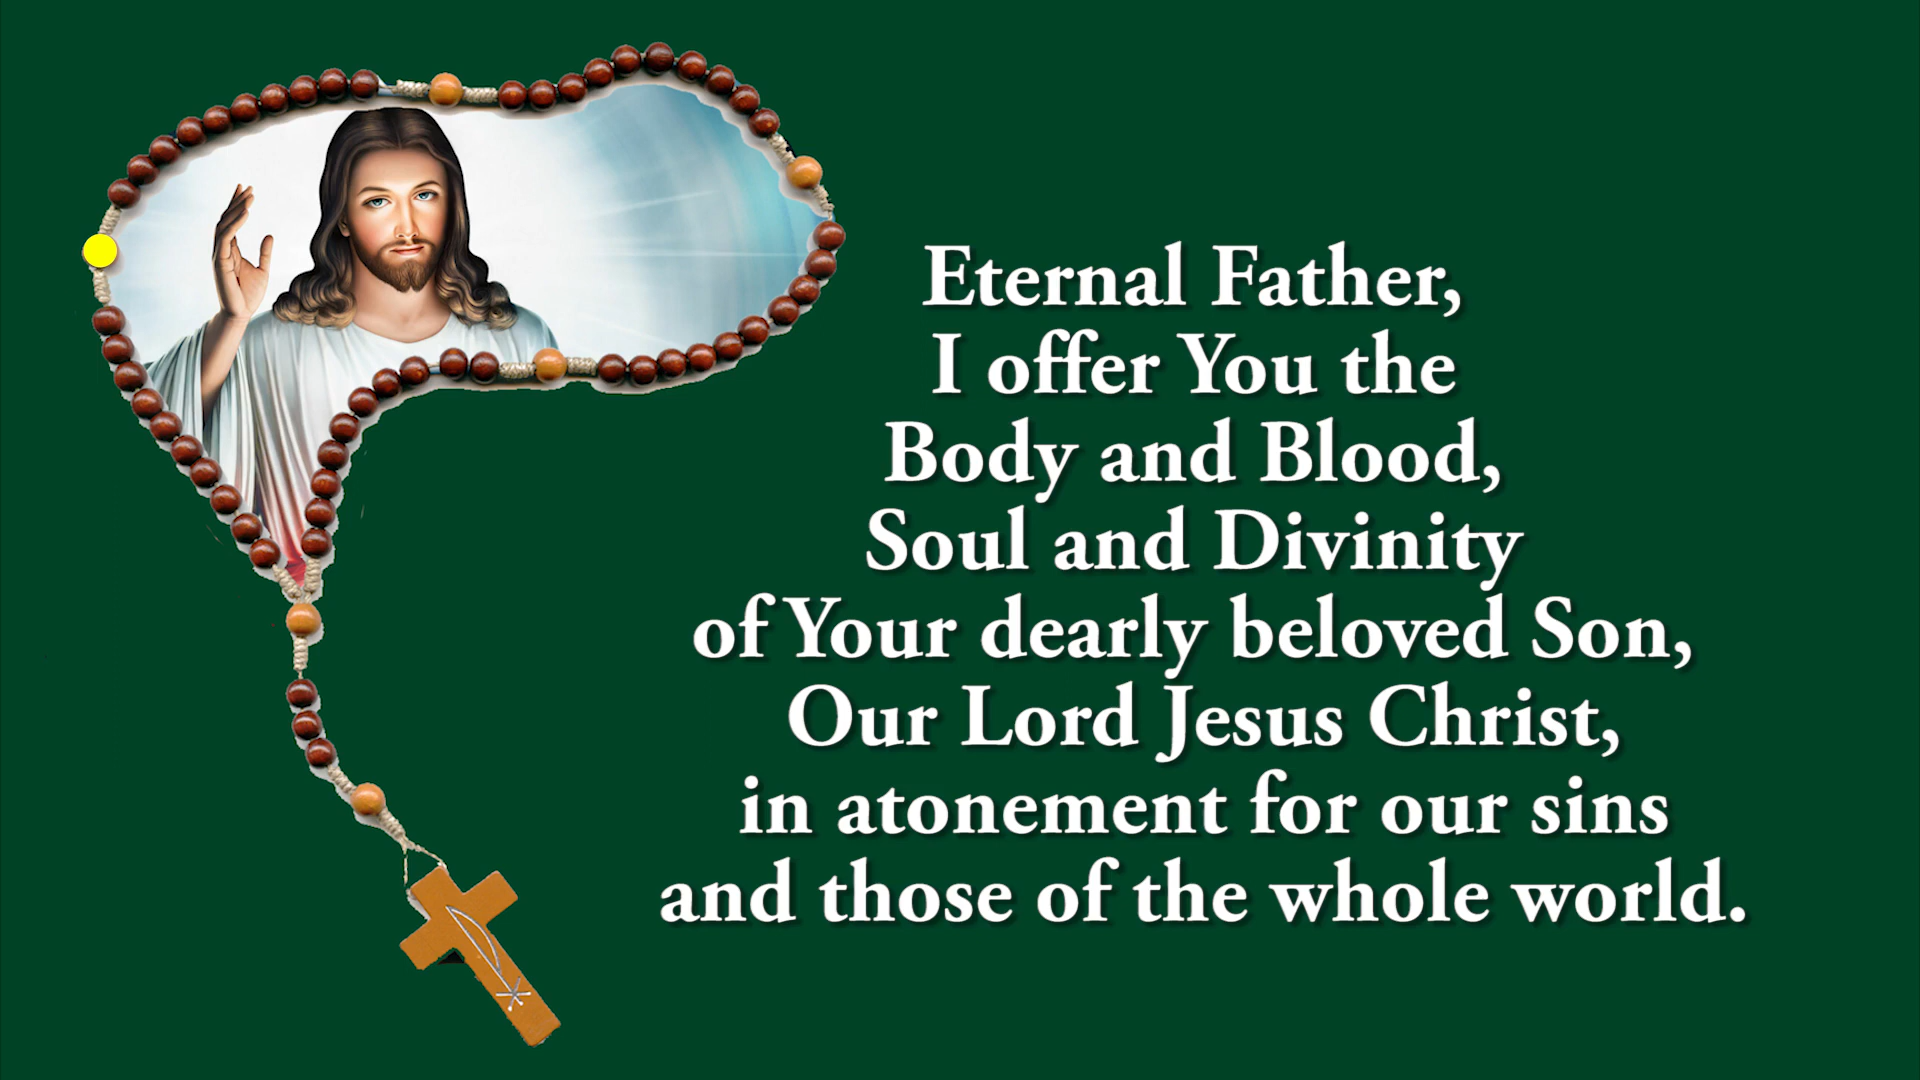 Eternal Father,
I offer You the
Body and Blood,
Soul and Divinity
of Your dearly beloved Son,
Our Lord Jesus Christ,
in atonement for our sins
and those of the whole world.